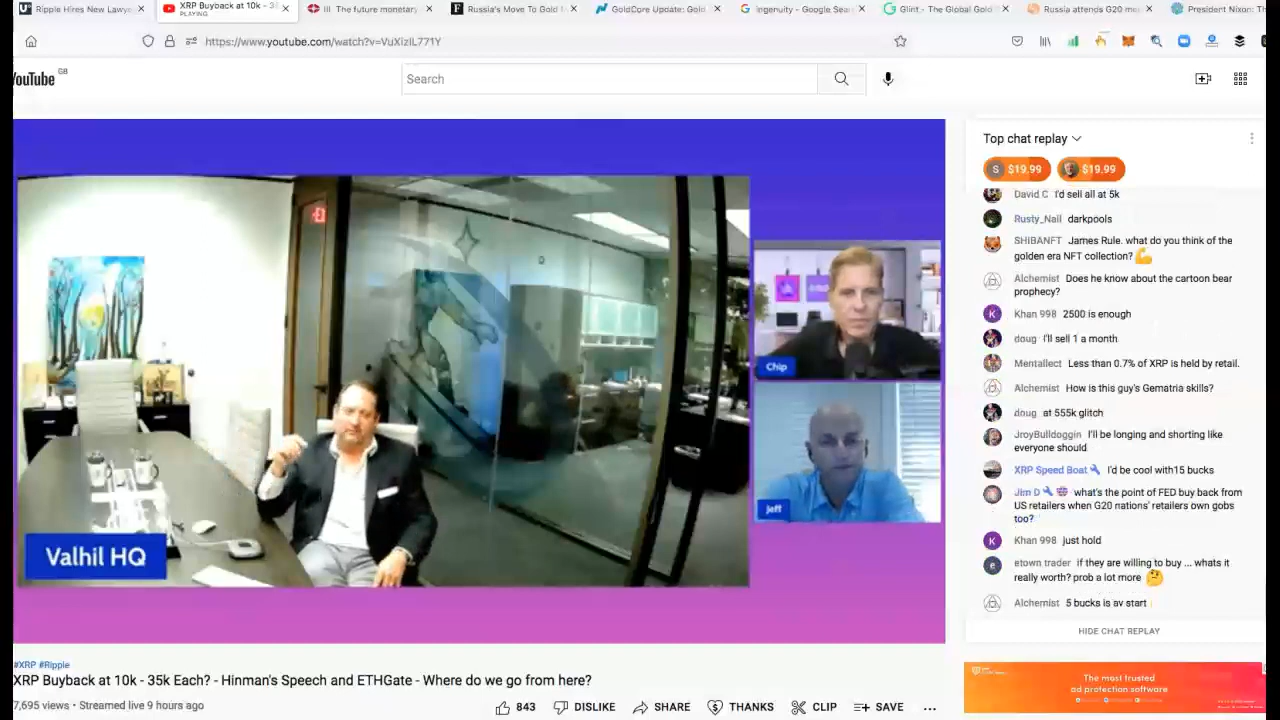 Ripple Hires New Lawye
XRP Buyback at 10k - 35k
PLAYING
The future monetary
Russia's Move To Gold
GoldCore Update: Gold
ingenuity - Google Sea
Glint - The Global Gold
Russia attends G20 m
President Nixon: The
https://www.youtube.com/watch?v=VuXizIL771Y
YouTube GB
Search
Top chat replay
S $19.99
$19.99
David C I'd sell all at 5k
Rusty_Nail darkpools
SHIBANFT James Rule. what do you think of the
golden era NFT collection?
Alchemist Does he know about the cartoon bear
prophecy?
Khan 998 2500 is enough
doug I'll sell 1 a month
Mentallect Less than 0.7% of XRP is held by retail.
Alchemist How is this guy's Gematria skills?
doug at 555k glitch
JroyBulldoggin I'll be longing and shorting like
everyone should
XRP Speed Boat I'd be cool with15 bucks
Jim D what's the point of FED buy back from
US retailers when G20 nations' retailers own gobs
too?
Khan 998 just hold
etown trader if they are willing to buy ... whats it
really worth? prob a lot more
Alchemist 5 bucks is av start
HIDE CHAT REPLAY
Chip
Jeff
Valhil HQ
#XRP #Ripple
XRP Buyback at 10k - 35k Each? - Hinman's Speech and ETHGate - Where do we go from here?
7,695 views • Streamed live 9 hours ago
DISLIKE
SHARE
THANKS
CLIP
SAVE
The most trusted
ad protection software